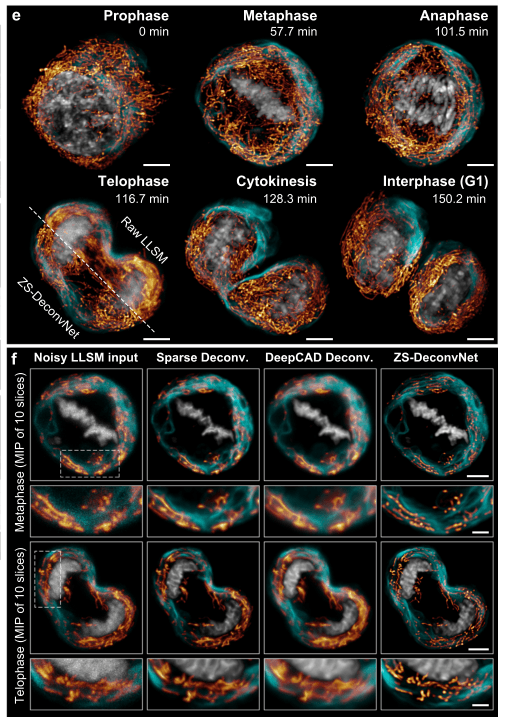 e
Prophase
0 min
Metaphase
57.7 min
Anaphase
101.5 min
Telophase
116.7 min
Raw LLSM
ZS-DeconvNet
Cytokinesis
128.3 min
Interphase (G1)
150.2 min
f
Noisy LLSM input
Sparse Deconv.
DeepCAD Deconv.
ZS-DeconvNet
Metaphase (MIP of 10 slices)
Telophase (MIP of 10 slices)